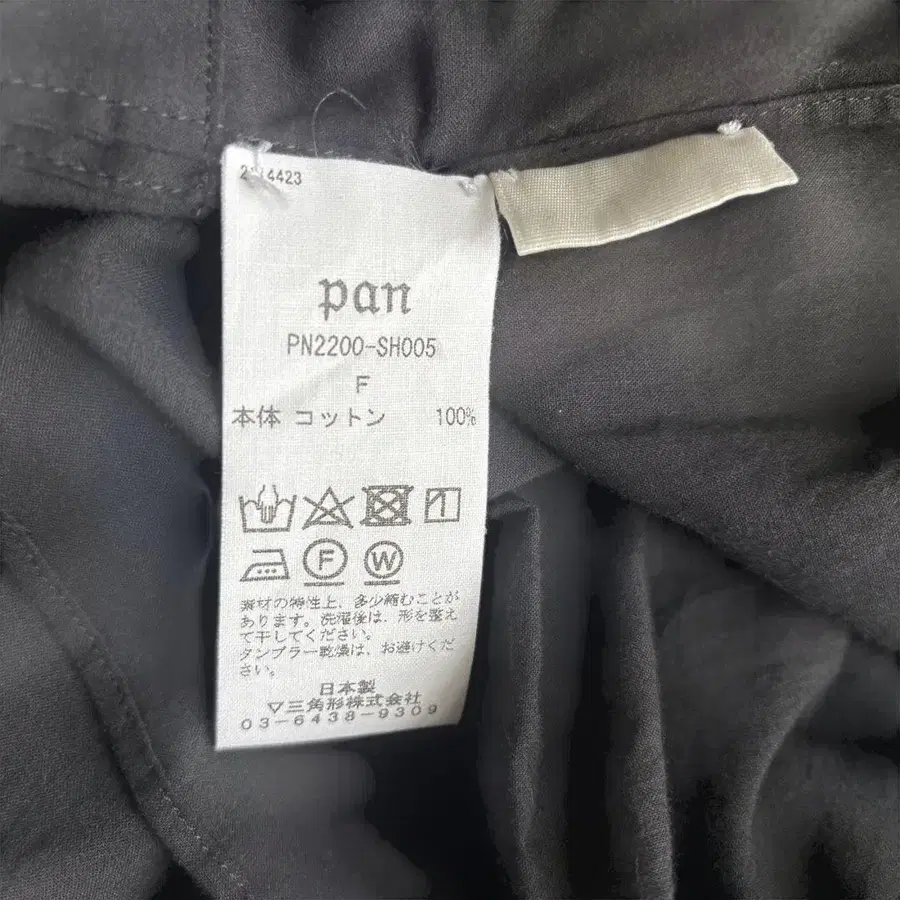 pan
PN2200-SH005
F
本体 コットン 100%
F
W
素材の特性上、多少縮むことが
あります。洗濯後は、形を整え
て干してください。
タンブラー乾燥は、お避けくだ
さい。
日本製
▽三角形株式会社
03-6438-9309